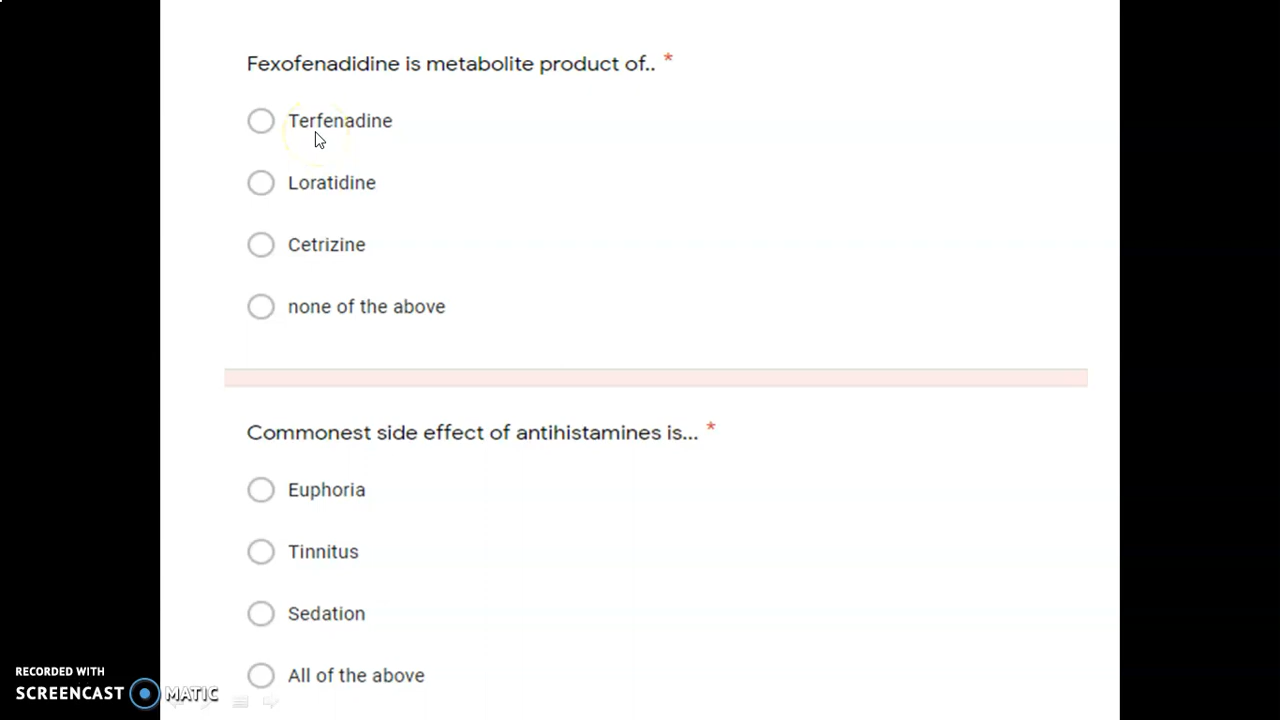 Fexofenadidine is metabolite product of.. *
Terfenadine
Loratidine
Cetrizine
none of the above
Commonest side effect of antihistamines is... *
Euphoria
Tinnitus
Sedation
All of the above
RECORDED WITH
SCREENCAST MATIC